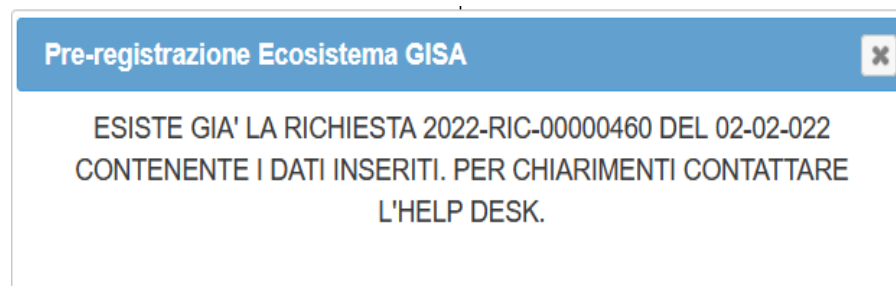 Pre-registrazione Ecosistema GISA
ESISTE GIA' LA RICHIESTA 2022-RIC-00000460 DEL 02-02-022
CONTENENTE I DATI INSERITI. PER CHIARIMENTI CONTATTARE
L'HELP DESK.